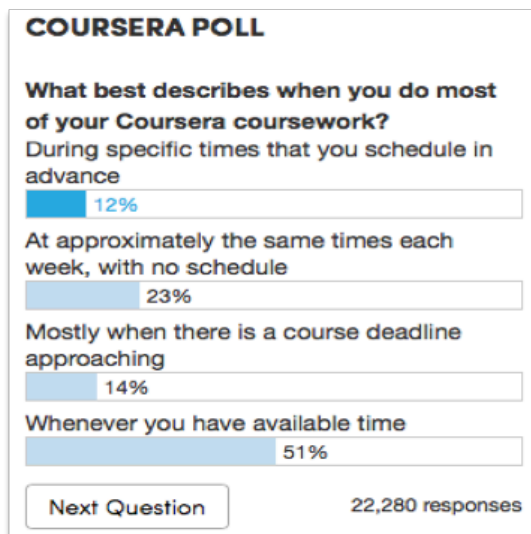 COURSERA POLL
What best describes when you do most
of your Coursera coursework?
During specific times that you schedule in
advance
12%
At approximately the same times each
week, with no schedule
23%
Mostly when there is a course deadline
approaching
14%
Whenever you have available time
51%
Next Question
22,280 responses